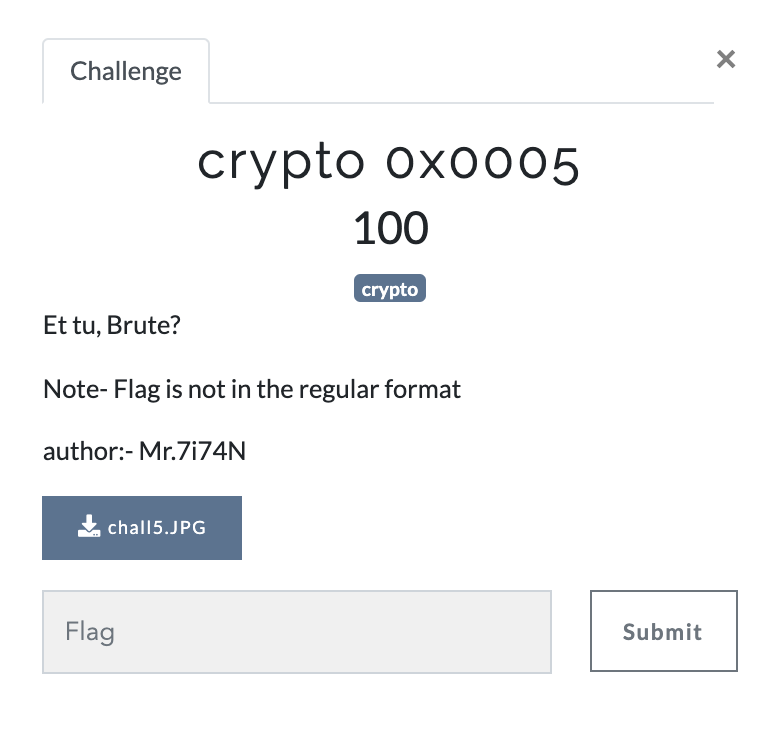 Challenge
×
crypto 0x0005
100
crypto
Et tu, Brute?
Note- Flag is not in the regular format
author:- Mr.7i74N
chall5.JPG
Flag
Submit